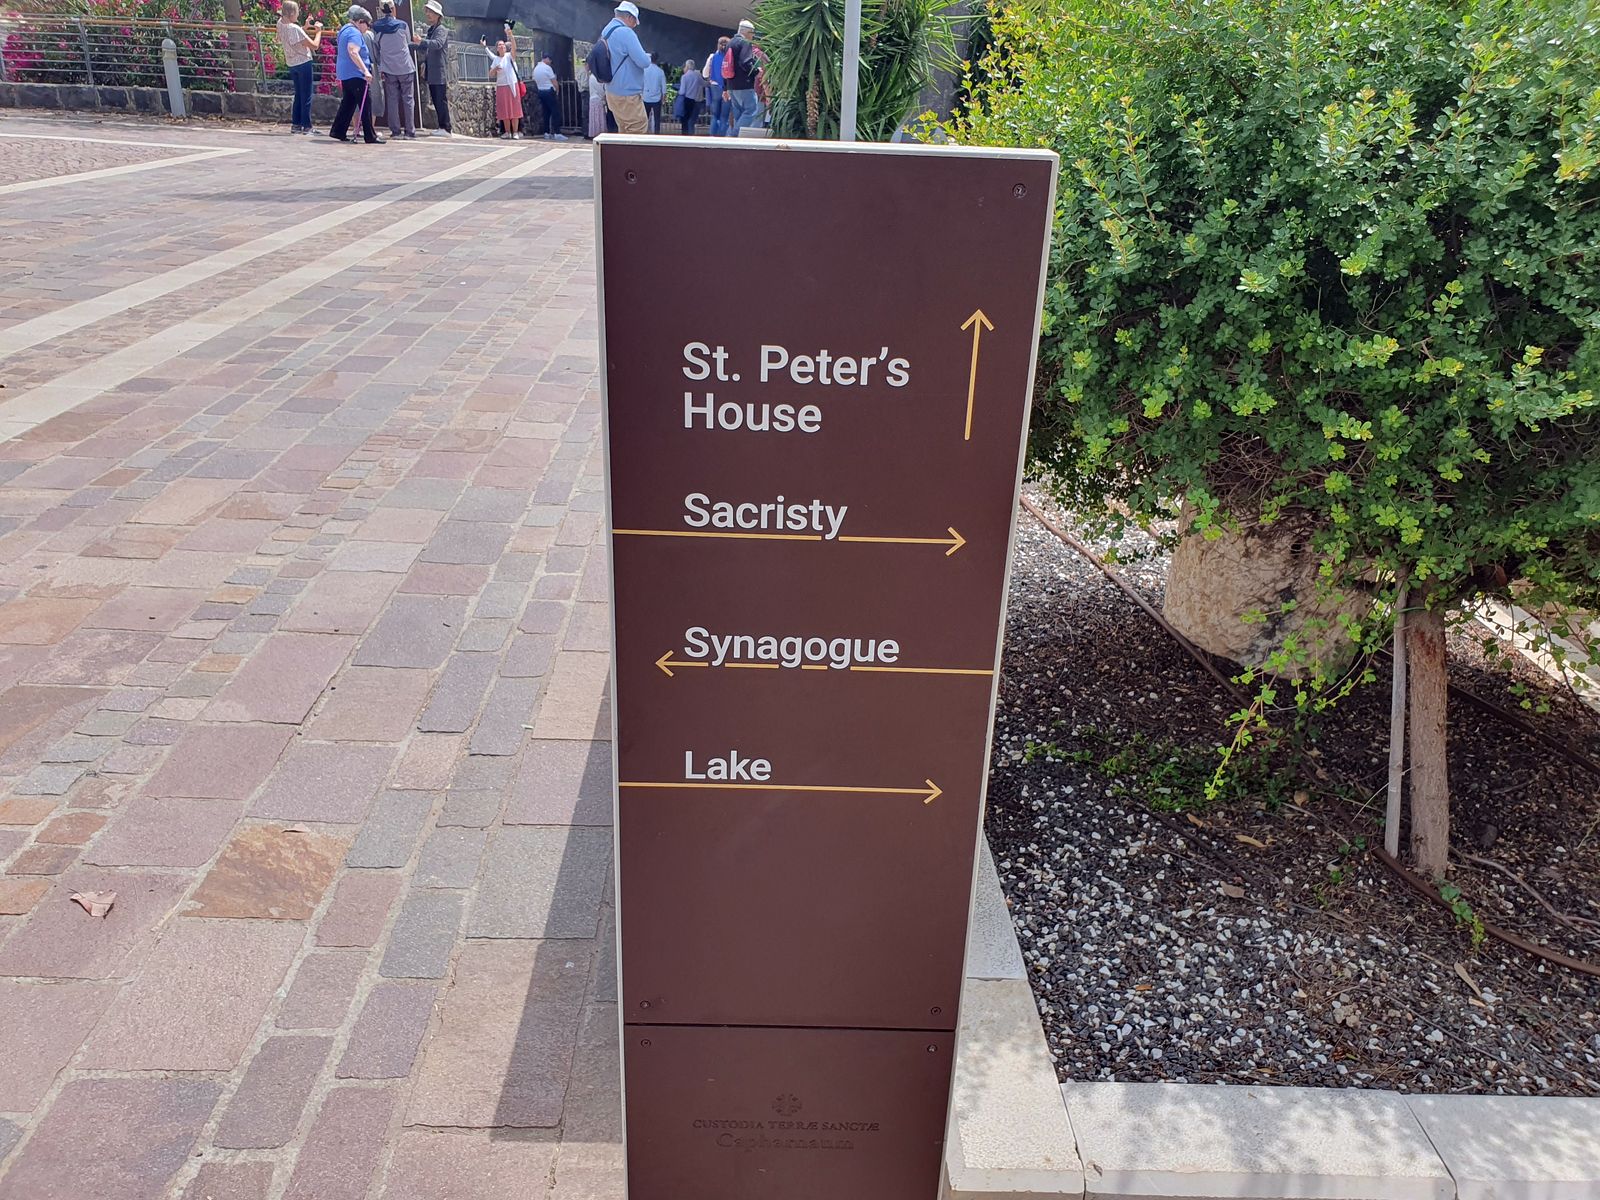 St. Peter's
House
Sacristy
Synagogue
Lake
CUSTODIA TERRÆ SANCTÆ
Capharnaum